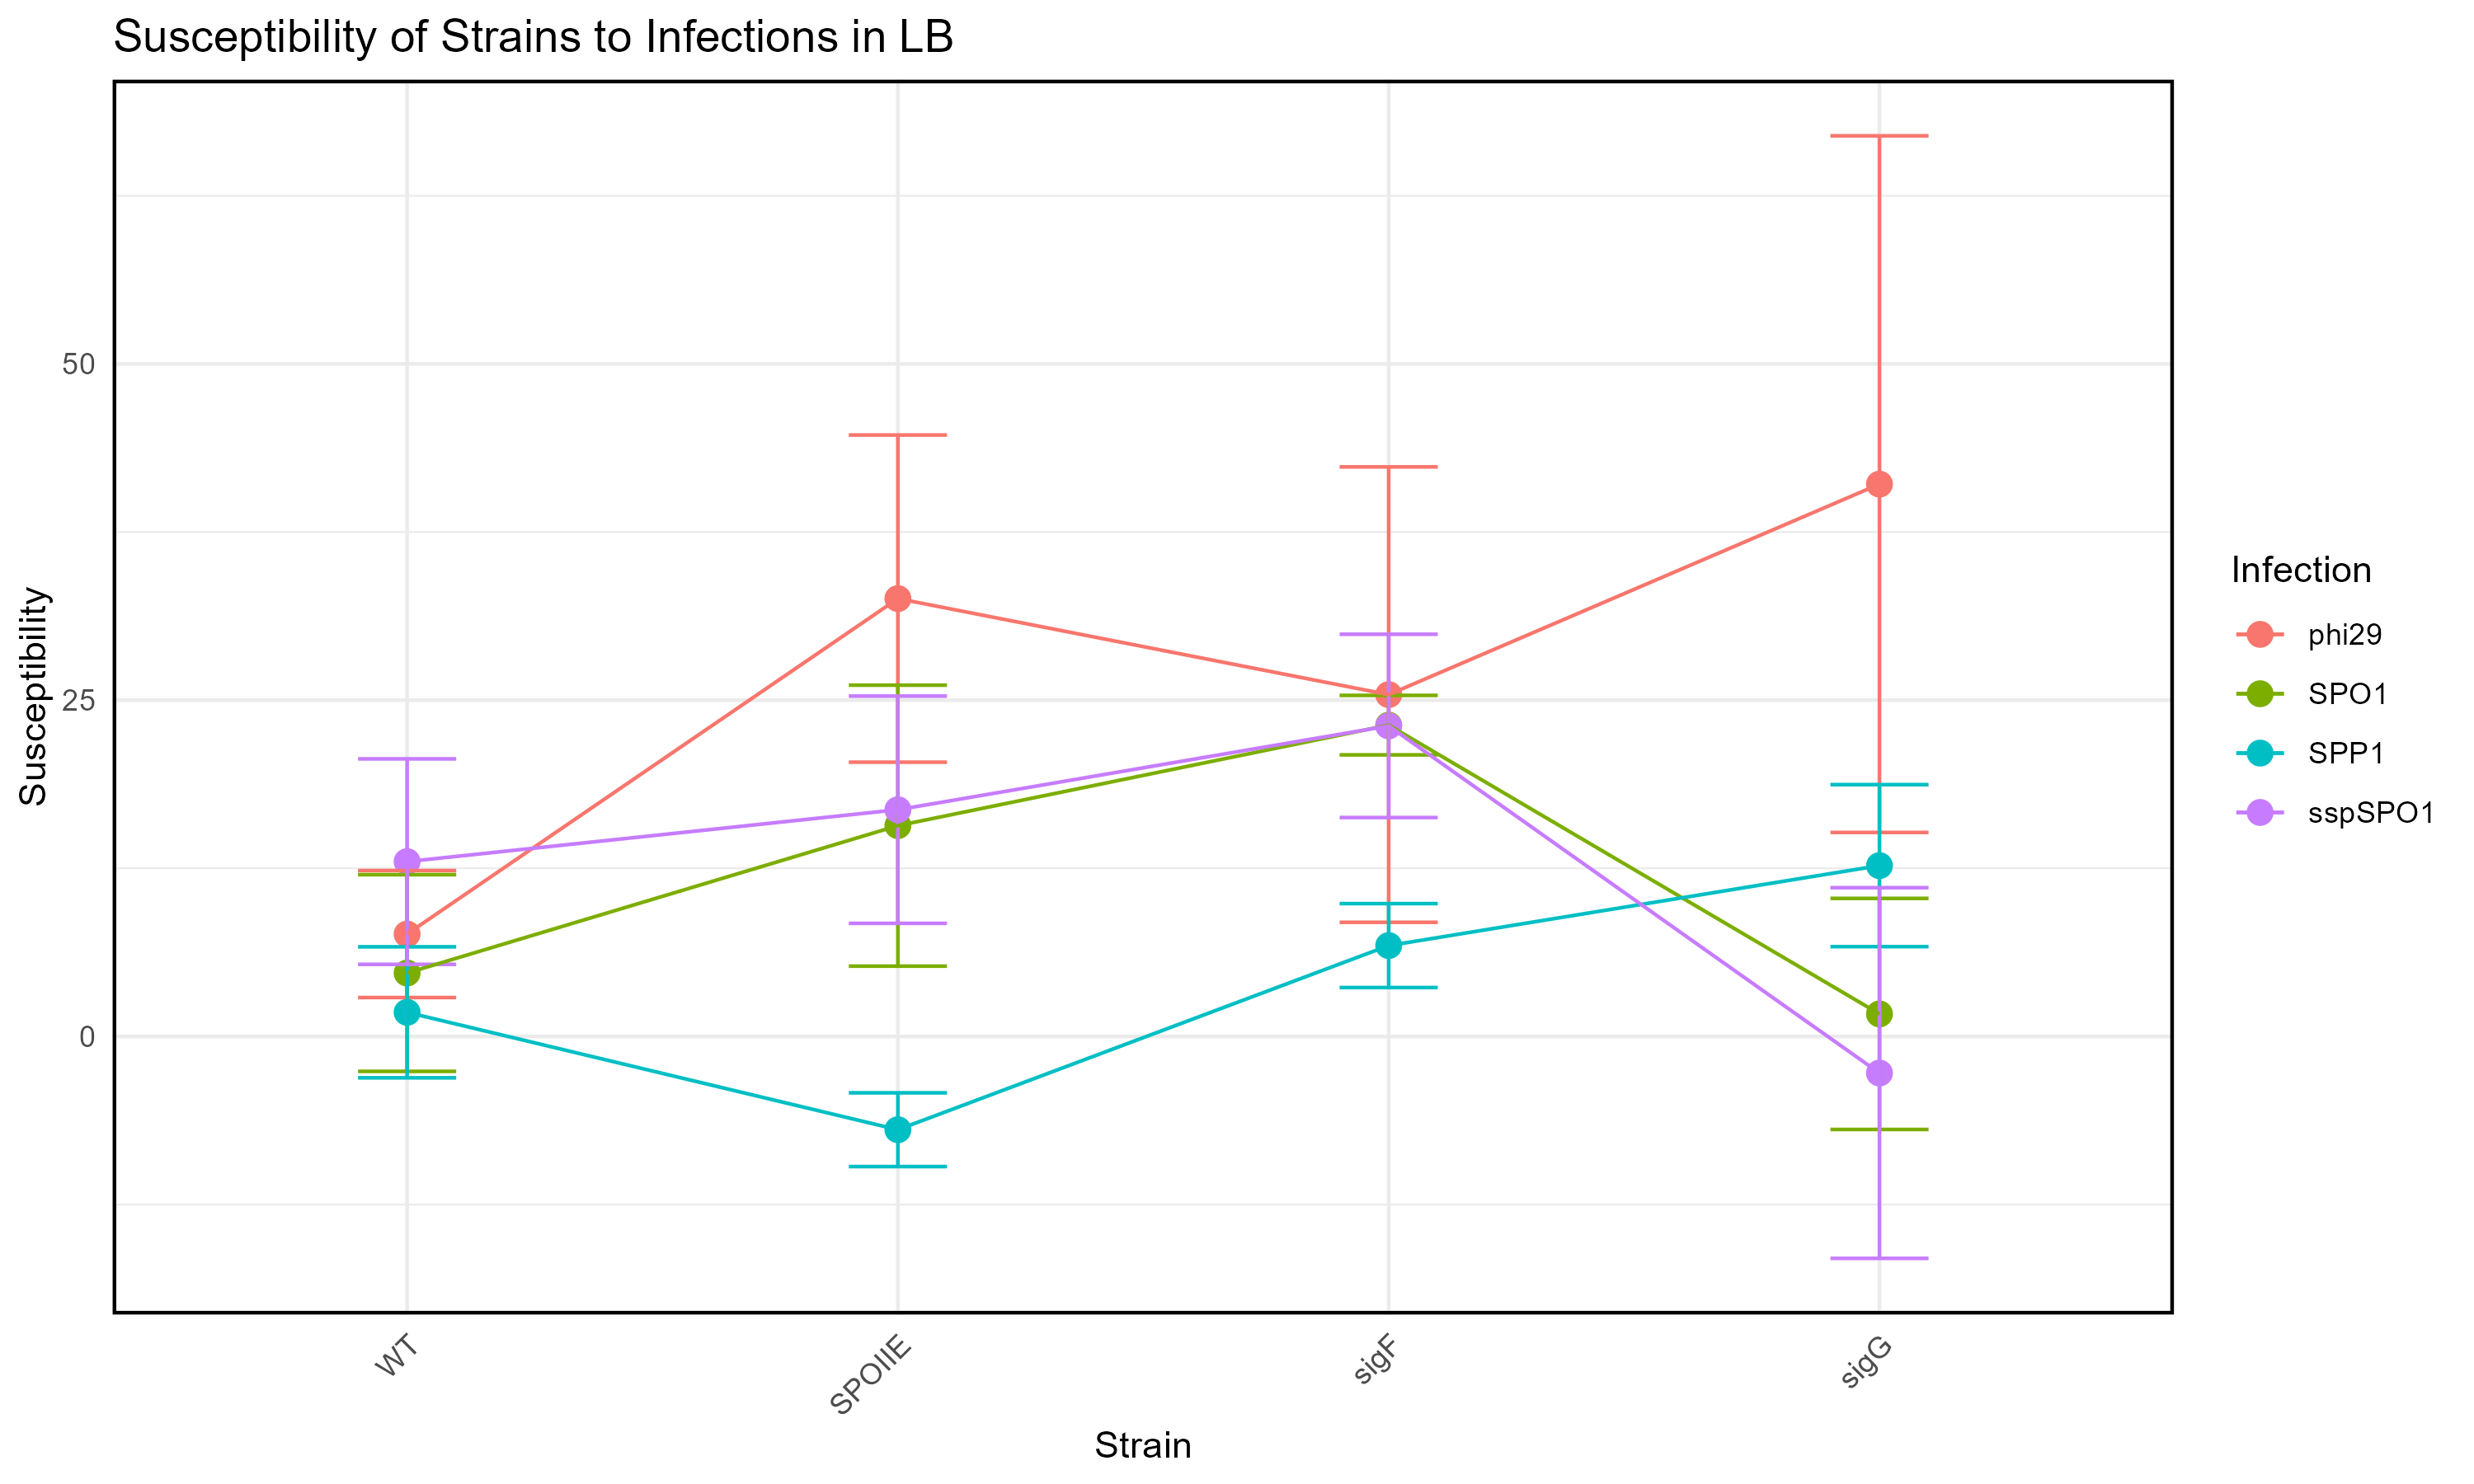 Susceptibility of Strains to Infections in LB
Susceptibility
50
25
0
WT
SPOIIE
sigF
sigG
Strain
Infection
phi29
SPO1
SPP1
sspSPO1